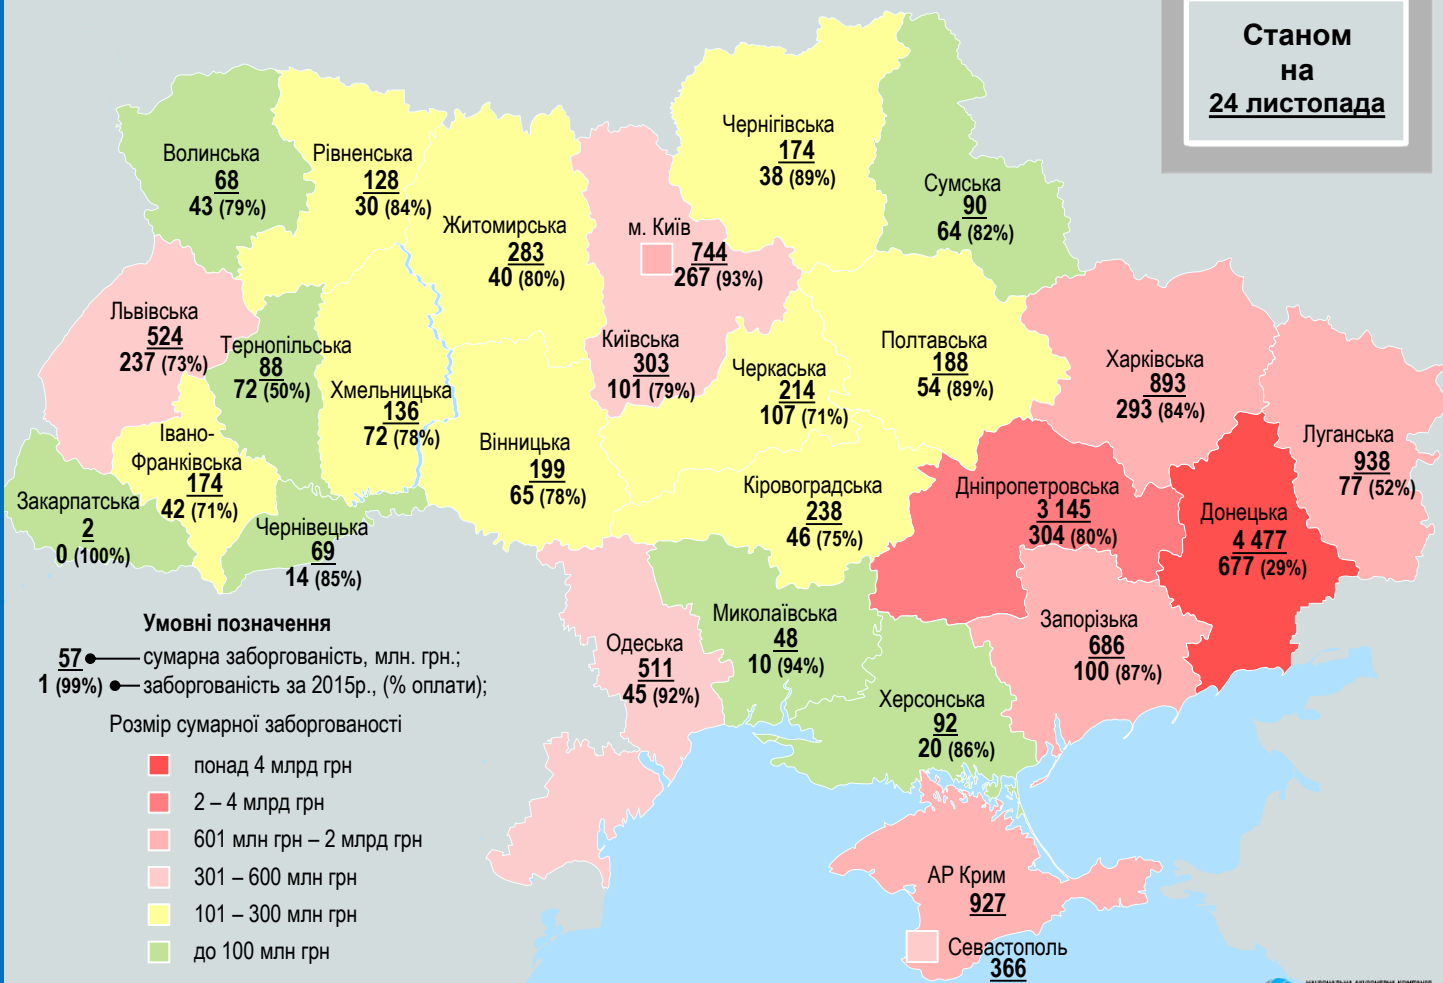 Станом
на
24 листопада
Волинська
68
43 (79%)
Рівненська
128
30 (84%)
Житомирська
283
40 (80%)
м. Київ
744
267 (93%)
Чернігівська
174
38 (89%)
Сумська
90
64 (82%)
Львівська
524
237 (73%)
Тернопільська
88
72 (50%)
Хмельницька
136
72 (78%)
Київська
303
101 (79%)
Черкаська
214
107 (71%)
Полтавська
188
54 (89%)
Харківська
893
293 (84%)
Луганська
938
77 (52%)
Івано-
Франківська
174
42 (71%)
Закарпатська
2
0 (100%)
Чернівецька
69
14 (85%)
Вінницька
199
65 (78%)
Кіровоградська
238
46 (75%)
Дніпропетровська
3 145
304 (80%)
Донецька
4 477
677 (29%)
Одеська
511
45 (92%)
Миколаївська
48
10 (94%)
Запорізька
686
100 (87%)
Херсонська
92
20 (86%)
АР Крим
927
Севастополь
366
Умовні позначення
57 сумарна заборгованість, млн. грн.;
1 (99%) заборгованість за 2015р., (% оплати);
Розмір сумарної заборгованості
понад 4 млрд грн
2 – 4 млрд грн
601 млн грн – 2 млрд грн
301 – 600 млн грн
101 – 300 млн грн
до 100 млн грн